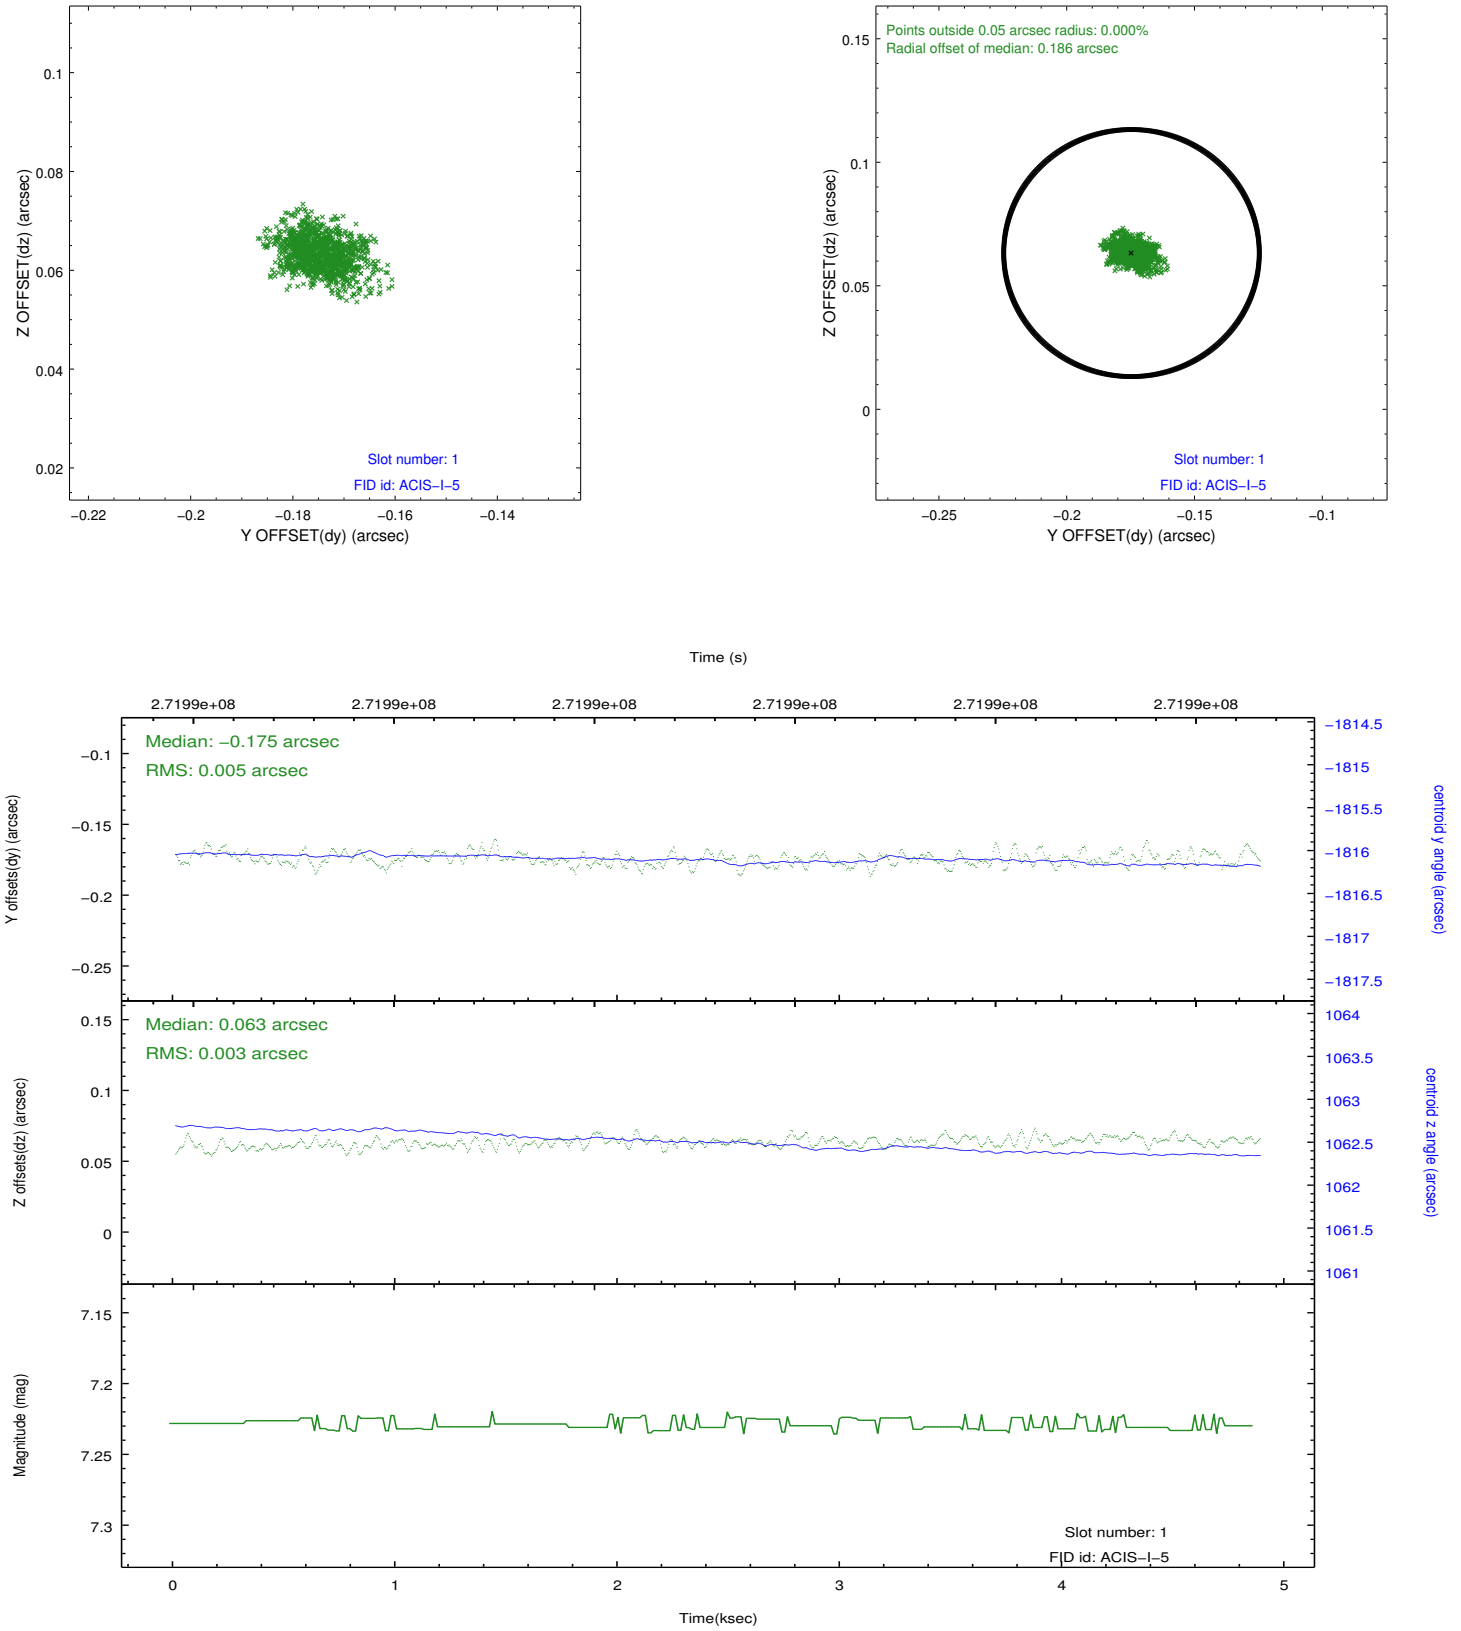 0.1
0.08
0.06
0.04
0.02
Z OFFSET(dz) (arcsec)
Slot number: 1
FID id: ACIS−I−5
−0.22 −0.2 −0.18 −0.16 −0.14
Y OFFSET(dy) (arcsec)
Points outside 0.05 arcsec radius: 0.000%
Radial offset of median: 0.186 arcsec
0.15
0.1
0.05
0
Z OFFSET(dz) (arcsec)
Slot number: 1
FID id: ACIS−I−5
−0.25 −0.2 −0.15 −0.1
Y OFFSET(dy) (arcsec)
Time (s)
2.7199e+08 2.7199e+08 2.7199e+08 2.7199e+08 2.7199e+08 2.7199e+08
Median: −0.175 arcsec
RMS: 0.005 arcsec
−0.1
−0.15
−0.2
−0.25
Y offsets(dy) (arcsec)
−1814.5
−1815
−1815.5
−1816
−1816.5
−1817
−1817.5
centroid y angle (arcsec)
Median: 0.063 arcsec
RMS: 0.003 arcsec
0.15
0.1
0.05
0
Z offsets(dz) (arcsec)
1064
1063.5
1063
1062.5
1062
1061.5
1061
centroid z angle (arcsec)
7.15
7.2
7.25
7.3
Magnitude (mag)
Slot number: 1
FID id: ACIS−I−5
0 1 2 3 4 5
Time(ksec)